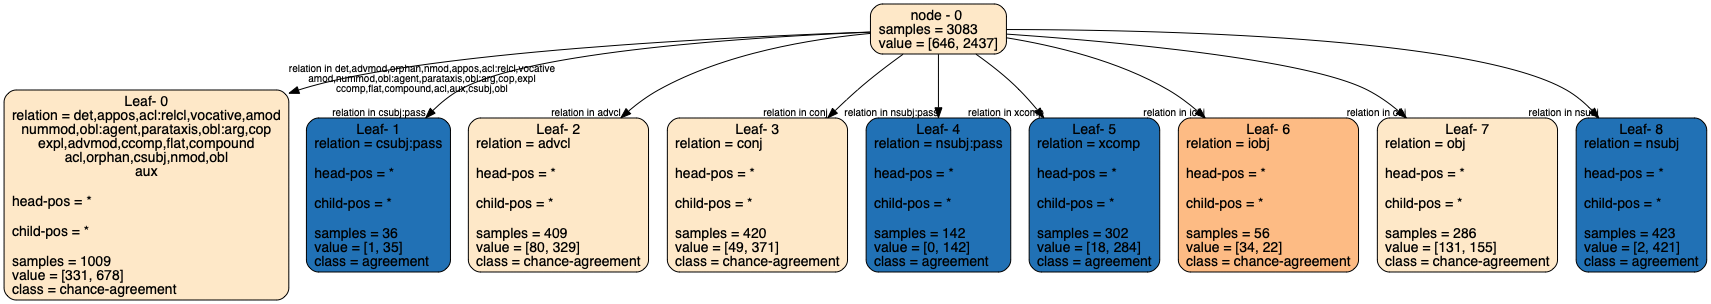 node - 0
samples = 3083
value = [646, 2437]
relation in det,advmod,orphan,nmod,appos,acl:relcl,vocative
amod,nummod,obl:agent,parataxis,obl:arg,cop,expl
ccomp,flat,compound,acl,aux,csubj,obl
relation in csubj:pass
relation in advcl
relation in conj
relation in nsubj:pass
relation in xcomp
relation in iobj
relation in obj
relation in nsubj
Leaf- 0
relation = det,appos,acl:relcl,vocative,amod
nummod,obl:agent,parataxis,obl:arg,cop
expl,advmod,ccomp,flat,compound
acl,orphan,csubj,nmod,obl
aux
head-pos = *
child-pos = *
samples = 1009
value = [331, 678]
class = chance-agreement
Leaf- 1
relation = csubj:pass
head-pos = *
child-pos = *
samples = 36
value = [1, 35]
class = agreement
Leaf- 2
relation = advcl
head-pos = *
child-pos = *
samples = 409
value = [80, 329]
class = chance-agreement
Leaf- 3
relation = conj
head-pos = *
child-pos = *
samples = 420
value = [49, 371]
class = chance-agreement
Leaf- 4
relation = nsubj:pass
head-pos = *
child-pos = *
samples = 142
value = [0, 142]
class = agreement
Leaf- 5
relation = xcomp
head-pos = *
child-pos = *
samples = 302
value = [18, 284]
class = agreement
Leaf- 6
relation = iobj
head-pos = *
child-pos = *
samples = 56
value = [34, 22]
class = chance-agreement
Leaf- 7
relation = obj
head-pos = *
child-pos = *
samples = 286
value = [131, 155]
class = chance-agreement
Leaf- 8
relation = nsubj
head-pos = *
child-pos = *
samples = 423
value = [2, 421]
class = agreement